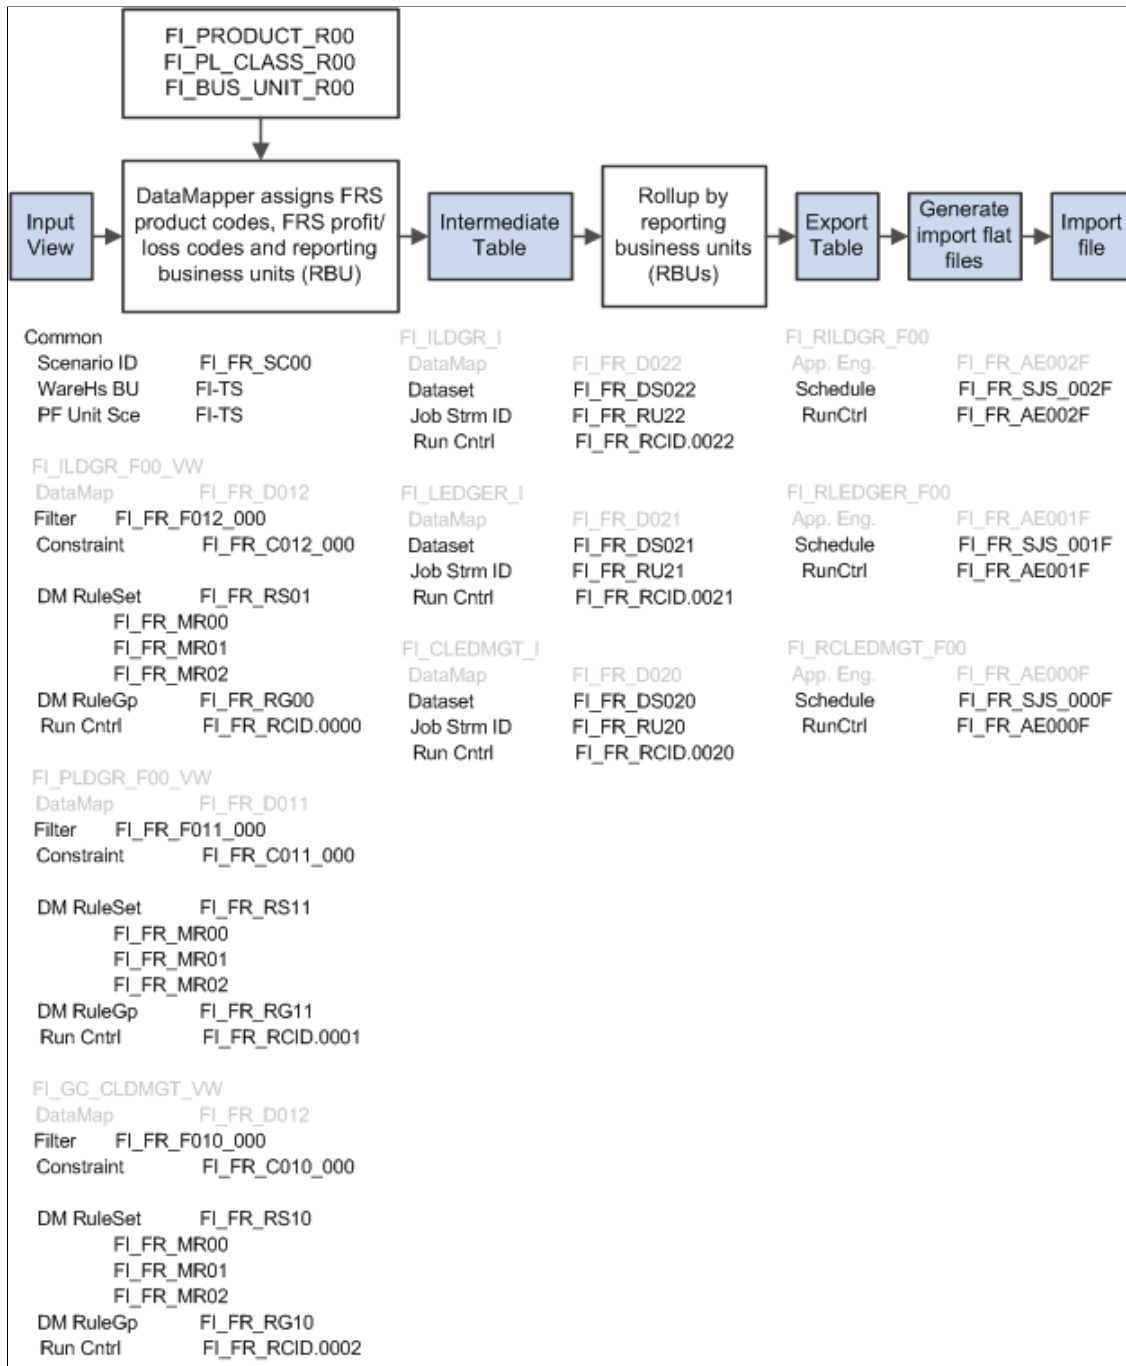 FI_PRODUCT_R00
FI_PL_CLASS_R00
FI_BUS_UNIT_R00
Input
View
DataMapper assigns FRS
product codes, FRS profit/
loss codes and reporting
business units (RBU)
Intermediate
Table
Rollup by
reporting
business units
(RBUs)
Export
Table
Generate
import flat
files
Import
file
Common
Scenario ID FI_FR_SC00
WareHs BU FI-TS
PF Unit Sce FI-TS
FI_ILDGR_F00_VW
DataMap FI_FR_D012
Filter FI_FR_F012_000
Constraint FI_FR_C012_000
DM RuleSet FI_FR_RS01
FI_FR_MR00
FI_FR_MR01
FI_FR_MR02
DM RuleGp FI_FR_RG00
Run Cntrl FI_FR_RCID.0000
FI_PLDGR_F00_VW
DataMap FI_FR_D011
Filter FI_FR_F011_000
Constraint FI_FR_C011_000
DM RuleSet FI_FR_RS11
FI_FR_MR00
FI_FR_MR01
FI_FR_MR02
DM RuleGp FI_FR_RG11
Run Cntrl FI_FR_RCID.0001
FI_GC_CLDMGT_VW
DataMap FI_FR_D012
Filter FI_FR_F010_000
Constraint FI_FR_C010_000
DM RuleSet FI_FR_RS10
FI_FR_MR00
FI_FR_MR01
FI_FR_MR02
DM RuleGp FI_FR_RG10
Run Cntrl FI_FR_RCID.0002
FI_ILDGR_I
DataMap FI_FR_D022
Dataset FI_FR_DS022
Job Strm ID FI_FR_RU22
Run Cntrl FI_FR_RCID.0022
FI_LEDGER_I
DataMap FI_FR_D021
Dataset FI_FR_DS021
Job Strm ID FI_FR_RU21
Run Cntrl FI_FR_RCID.0021
FI_CLEDMGT_I
DataMap FI_FR_D020
Dataset FI_FR_DS020
Job Strm ID FI_FR_RU20
Run Cntrl FI_FR_RCID.0020
FI_RILDGR_F00
App. Eng. FI_FR_AE002F
Schedule FI_FR_SJS_002F
RunCtrl FI_FR_AE002F
FI_RLEDGER_F00
App. Eng. FI_FR_AE001F
Schedule FI_FR_SJS_001F
RunCtrl FI_FR_AE001F
FI_RCLEDMGT_F00
App. Eng. FI_FR_AE000F
Schedule FI_FR_SJS_000F
RunCtrl FI_FR_AE000F